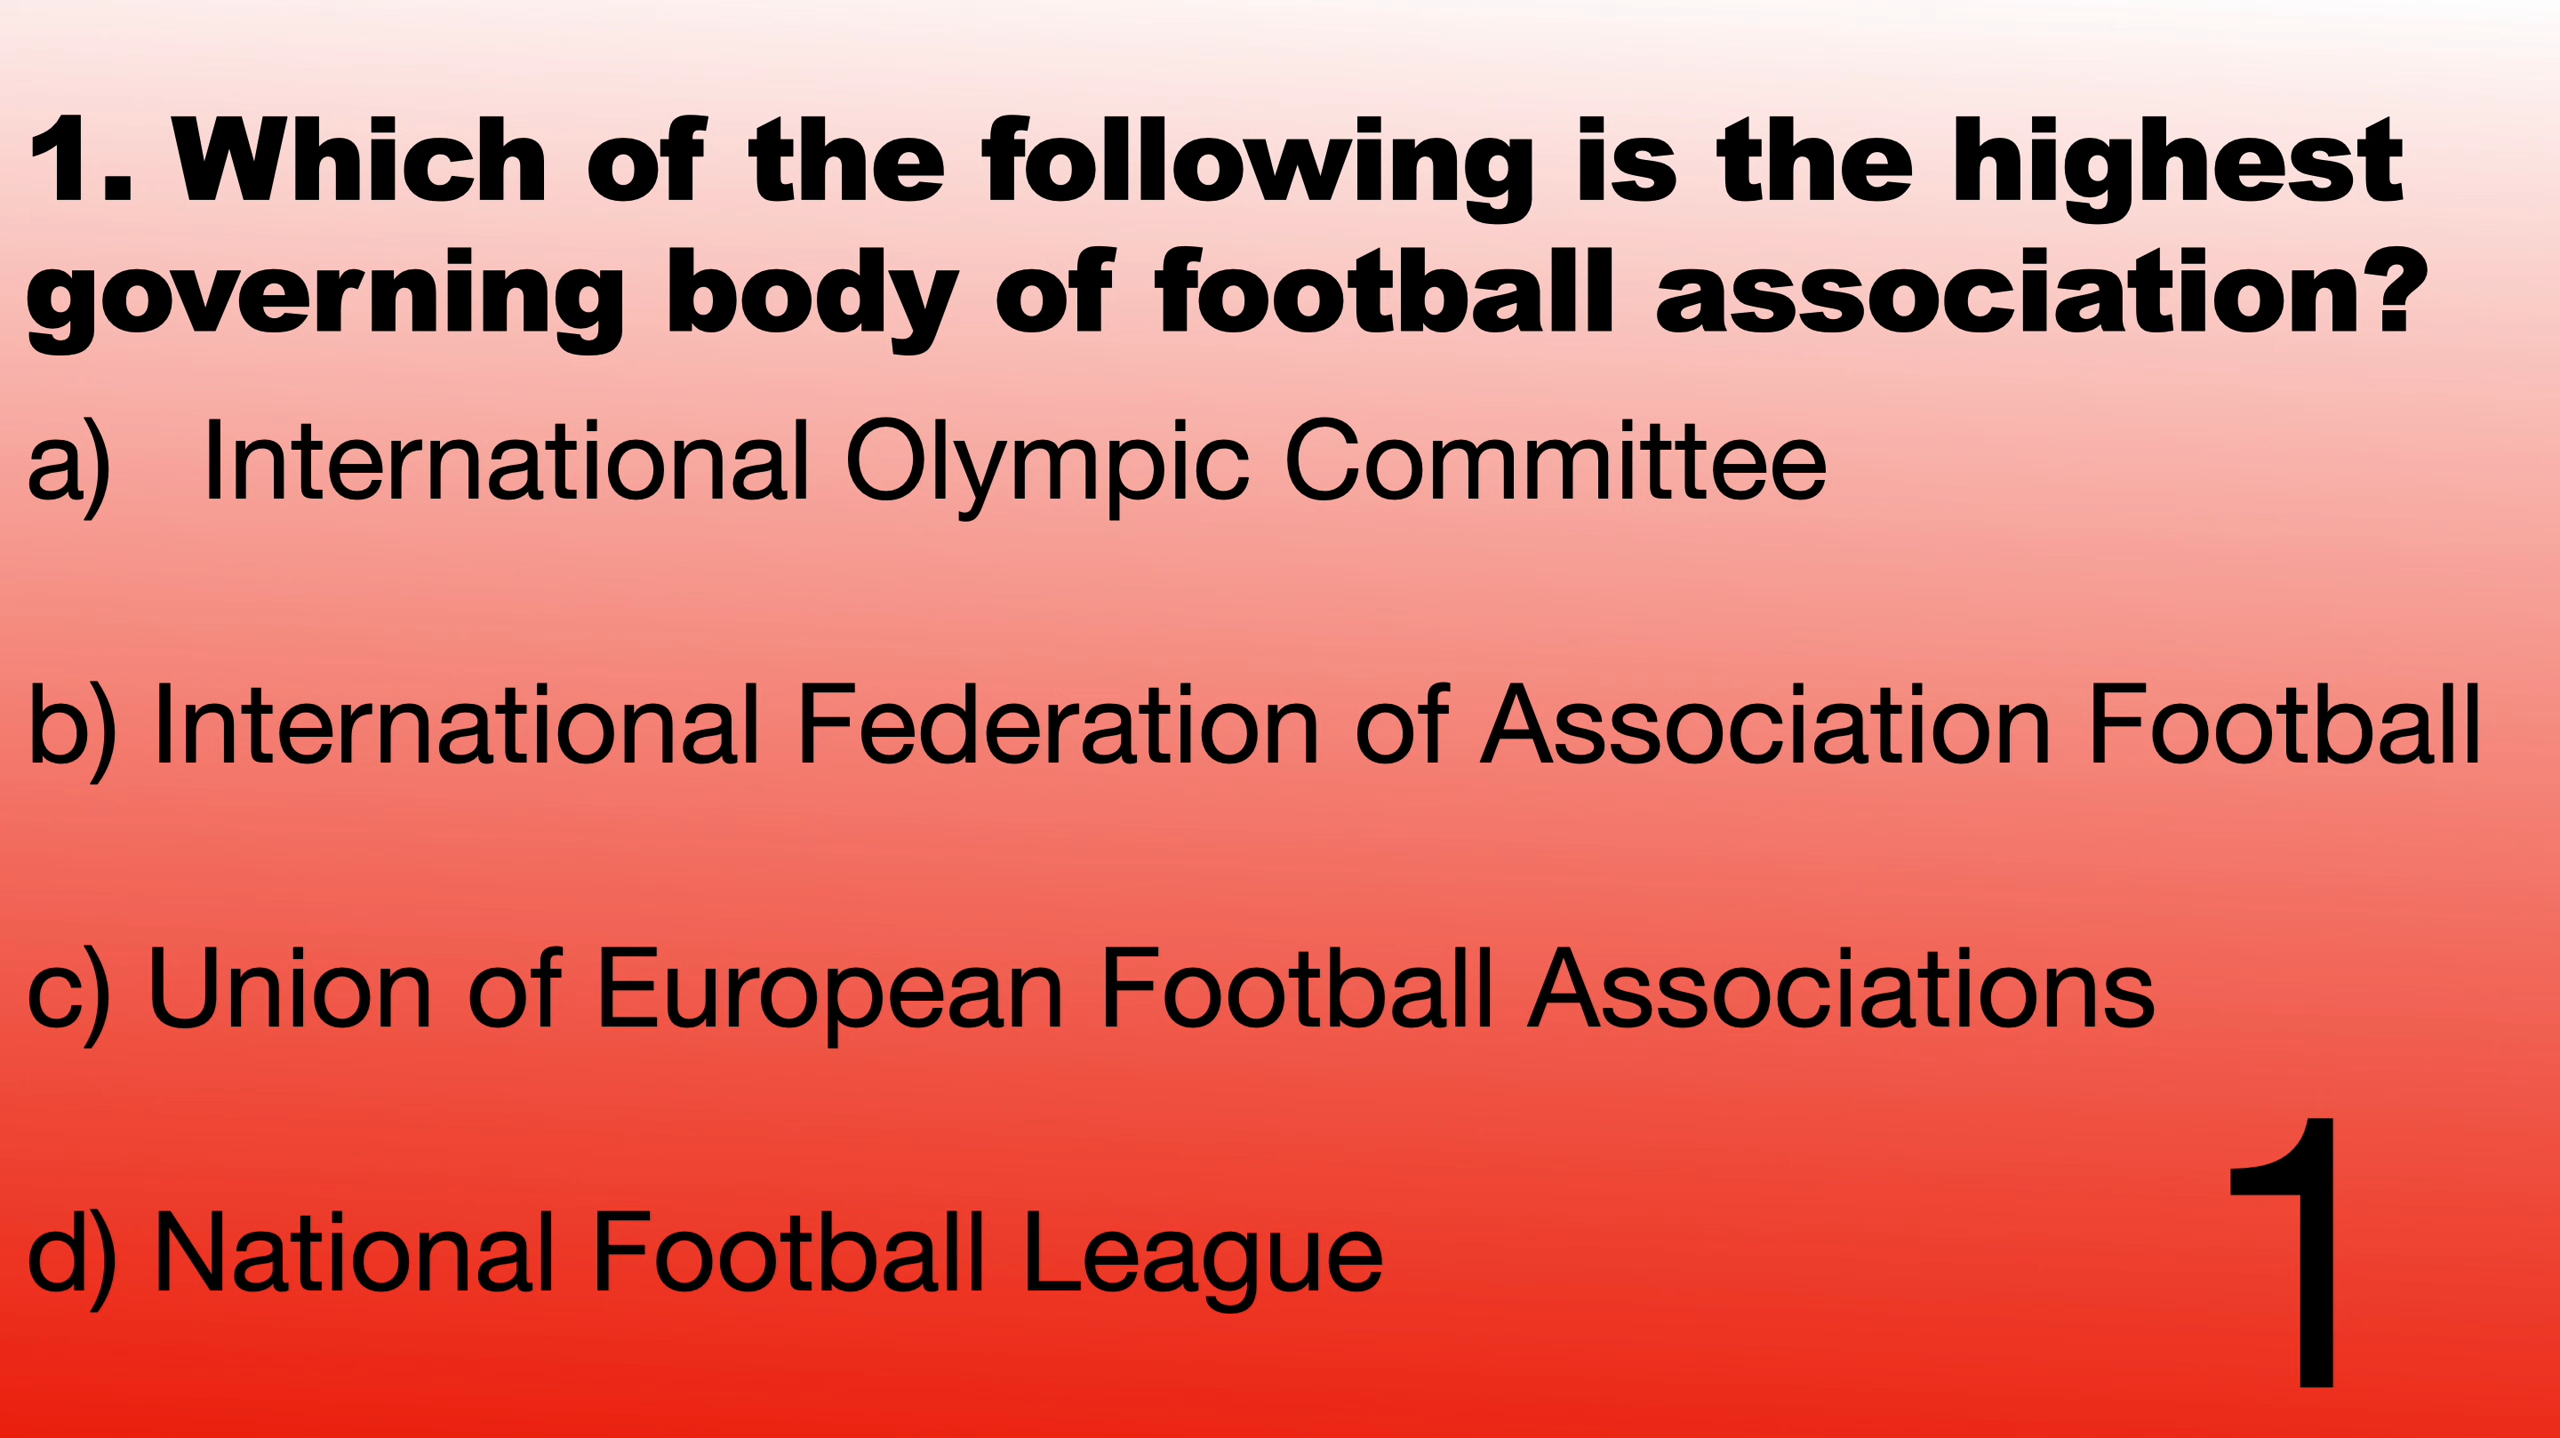 1. Which of the following is the highest
governing body of football association?
a) International Olympic Committee
b) International Federation of Association Football
c) Union of European Football Associations
d) National Football League
1